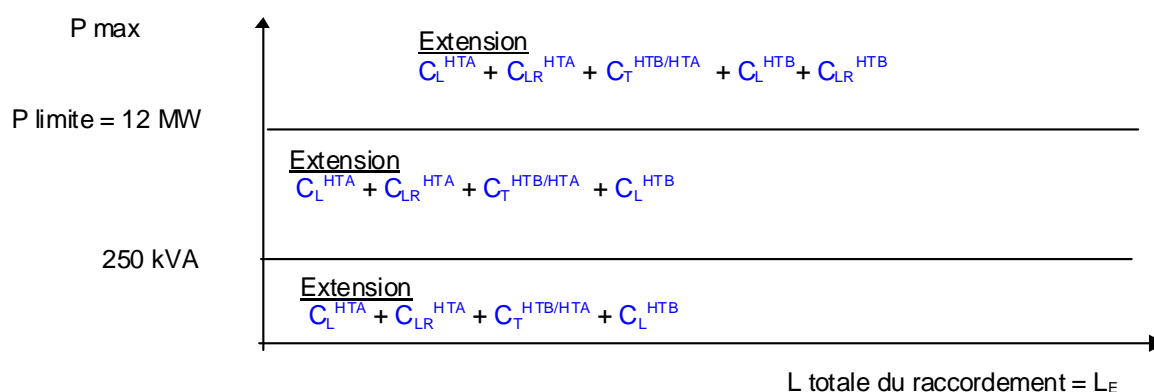 P max
Extension
C_L^HTA + C_LR^HTA + C_T^HTB/HTA + C_L^HTB + C_LR^HTB
P limite = 12 MW
Extension
C_L^HTA + C_LR^HTA + C_T^HTB/HTA + C_L^HTB
250 kVA
Extension
C_L^HTA + C_LR^HTA + C_T^HTB/HTA + C_L^HTB
L totale du raccordement = L_E